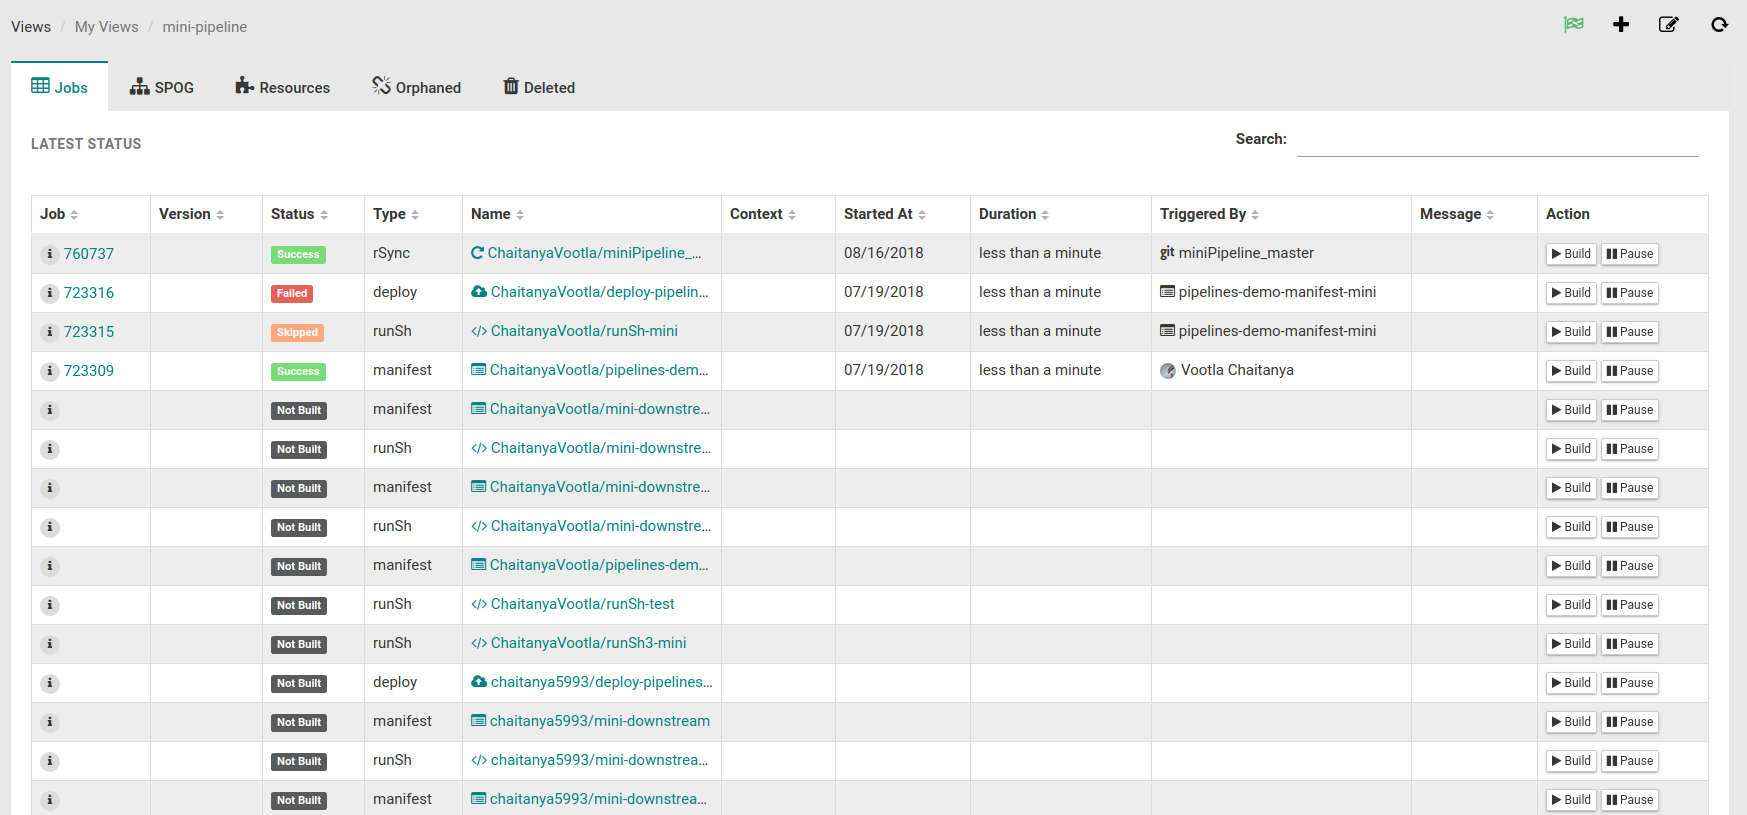 Views / My Views / mini-pipeline
Jobs SPOG Resources Orphaned Deleted
LATEST STATUS Search:
Job Version Status Type Name Context Started At Duration Triggered By Message Action
760737 Success rSync ChaitanyaVootla/miniPipeline_... 08/16/2018 less than a minute git miniPipeline_master Build Pause
723316 Failed deploy ChaitanyaVootla/deploy-pipelin... 07/19/2018 less than a minute pipelines-demo-manifest-mini Build Pause
723315 Skipped runSh ChaitanyaVootla/runSh-mini 07/19/2018 less than a minute pipelines-demo-manifest-mini Build Pause
723309 Success manifest ChaitanyaVootla/pipelines-dem... 07/19/2018 less than a minute Vootla Chaitanya Build Pause
Not Built manifest ChaitanyaVootla/mini-downstre... Build Pause
Not Built runSh ChaitanyaVootla/mini-downstre... Build Pause
Not Built manifest ChaitanyaVootla/mini-downstre... Build Pause
Not Built runSh ChaitanyaVootla/mini-downstre... Build Pause
Not Built manifest ChaitanyaVootla/pipelines-dem... Build Pause
Not Built runSh ChaitanyaVootla/runSh-test Build Pause
Not Built runSh ChaitanyaVootla/runSh3-mini Build Pause
Not Built deploy chaitanya5993/deploy-pipelines... Build Pause
Not Built manifest chaitanya5993/mini-downstream Build Pause
Not Built runSh chaitanya5993/mini-downstrea... Build Pause
Not Built manifest chaitanya5993/mini-downstrea... Build Pause